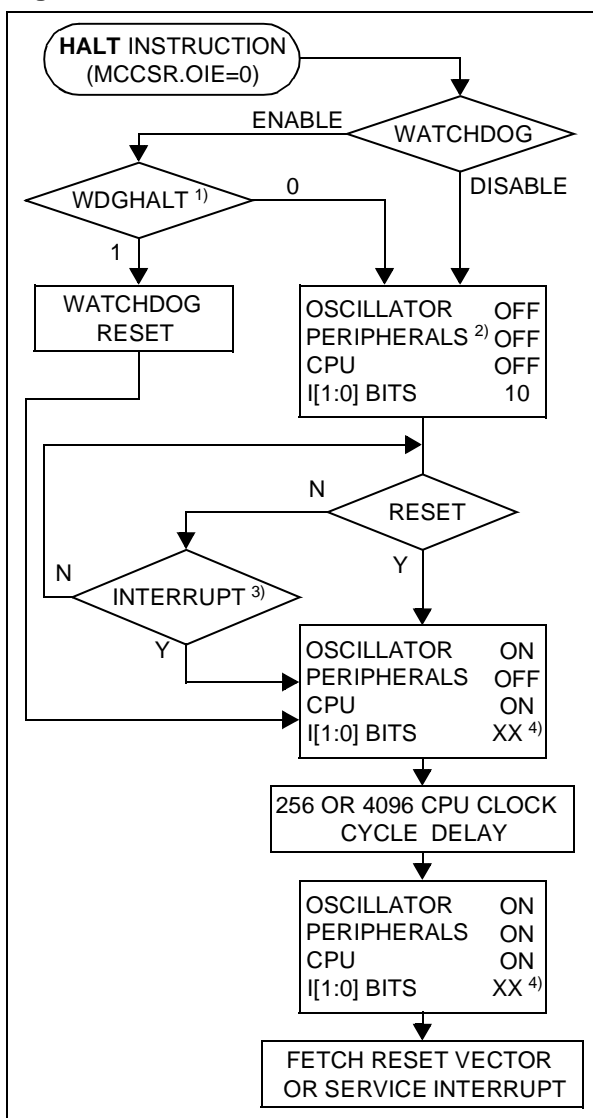 HALT INSTRUCTION
(MCCSR.OIE=0)
ENABLE
WATCHDOG
WDGHALT 1)
0
DISABLE
1
WATCHDOG
RESET
OSCILLATOR OFF
PERIPHERALS 2) OFF
CPU OFF
I[1:0] BITS 10
N
RESET
Y
N
INTERRUPT 3)
Y
OSCILLATOR ON
PERIPHERALS OFF
CPU ON
I[1:0] BITS XX 4)
256 OR 4096 CPU CLOCK
CYCLE DELAY
OSCILLATOR ON
PERIPHERALS ON
CPU ON
I[1:0] BITS XX 4)
FETCH RESET VECTOR
OR SERVICE INTERRUPT